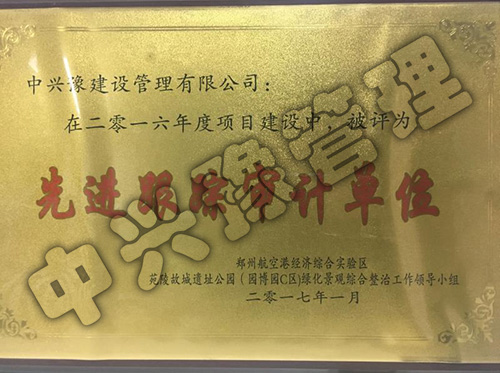 中兴豫建设管理有限公司：
在二零一六年度项目建设中，被评为
先进跟踪审计单位
郑州航空港经济综合实验区
苑陵故城遗址公园（园博园C区)绿化景观综合整治工作领导小组
二零一七年一月
中兴豫管理